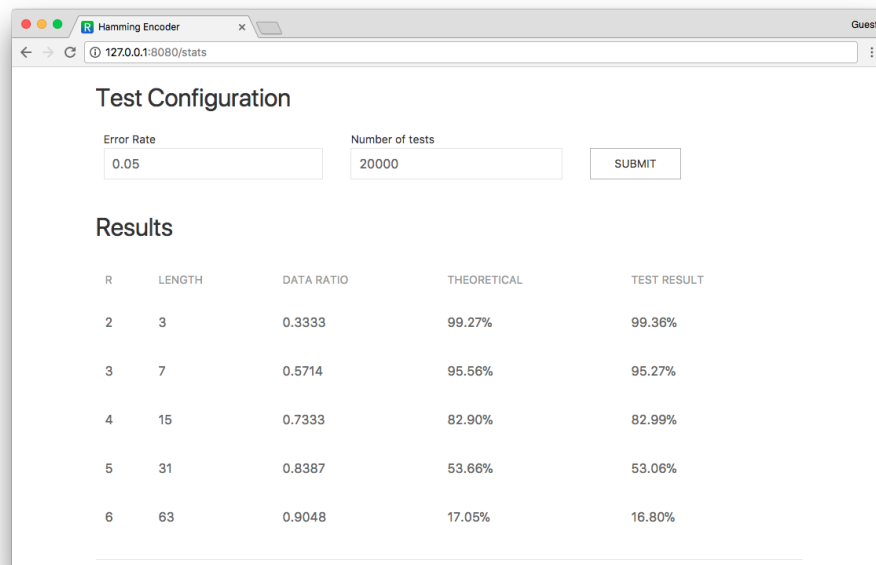 R Hamming Encoder
Guest
127.0.0.1:8080/stats
Test Configuration
Error Rate Number of tests
0.05 20000 SUBMIT
Results
R LENGTH DATA RATIO THEORETICAL TEST RESULT
2 3 0.3333 99.27% 99.36%
3 7 0.5714 95.56% 95.27%
4 15 0.7333 82.90% 82.99%
5 31 0.8387 53.66% 53.06%
6 63 0.9048 17.05% 16.80%